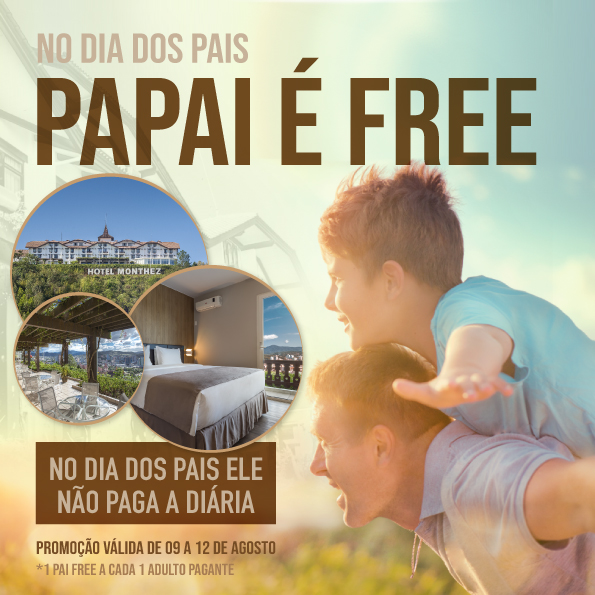 NO DIA DOS PAIS
PAPAI É FREE
HOTEL MONTHEZ
NO DIA DOS PAIS ELE
NÃO PAGA A DIÁRIA
PROMOÇÃO VÁLIDA DE 09 A 12 DE AGOSTO
*1 PAI FREE A CADA 1 ADULTO PAGANTE